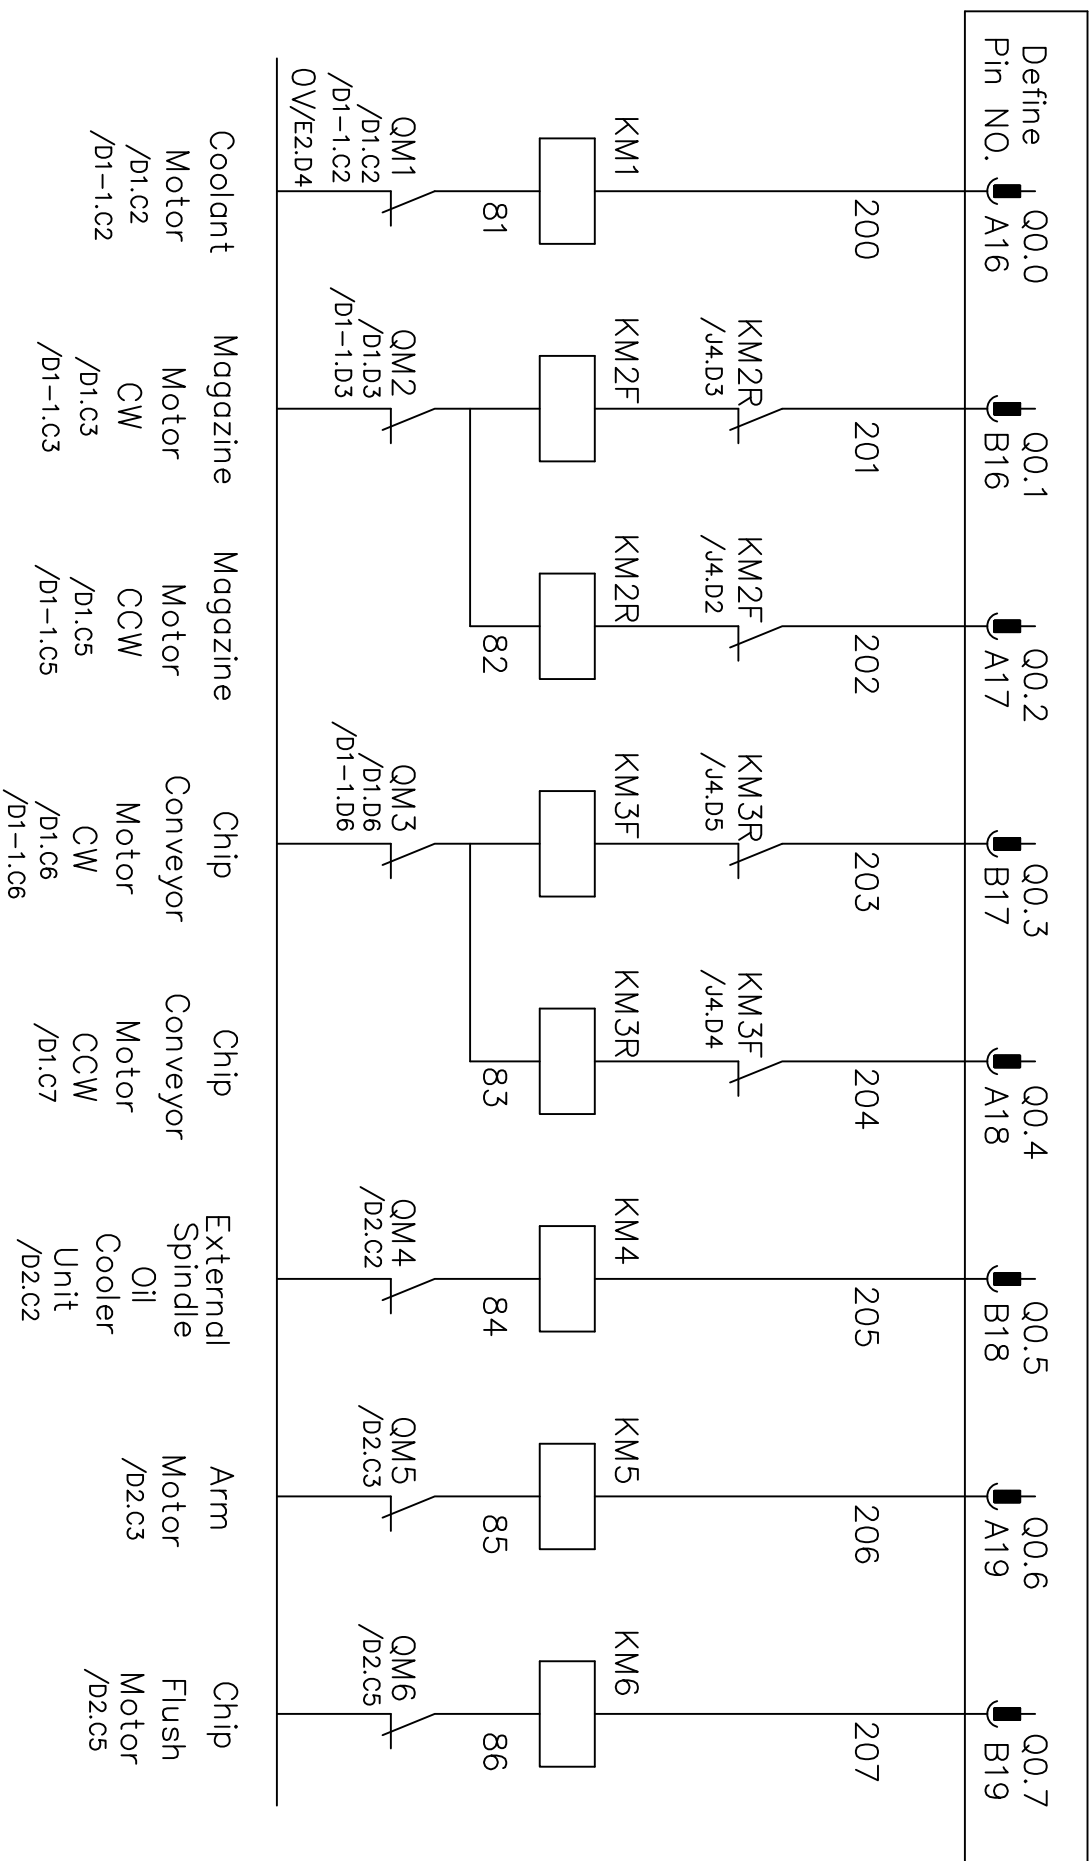 Define
Pin NO.
Q0.0
A16
Q0.1
B16
Q0.2
A17
Q0.3
B17
Q0.4
A18
Q0.5
B18
Q0.6
A19
Q0.7
B19
200
201
202
203
204
205
206
207
KM2R
/J4.D3
KM2F
/J4.D2
KM3R
/J4.D5
KM3F
/J4.D4
KM1
KM2F
KM2R
KM3F
KM3R
KM4
KM5
KM6
81
82
83
84
85
86
QM1
/D1.C2
/D1-1.C2
0V/E2.D4
QM2
/D1.D3
/D1-1.D3
QM3
/D1.D6
/D1-1.D6
QM4
/D2.C2
QM5
/D2.C3
QM6
/D2.C5
Coolant
Motor
/D1.C2
/D1-1.C2
Magazine
Motor
CW
/D1.C3
/D1-1.C3
Magazine
Motor
CCW
/D1.C5
/D1-1.C5
Chip
Conveyor
Motor
CW
/D1.C6
/D1-1.C6
Chip
Conveyor
Motor
CCW
/D1.C7
External
Spindle
Oil
Cooler
Unit
/D2.C2
Arm
Motor
/D2.C3
Chip
Flush
Motor
/D2.C5